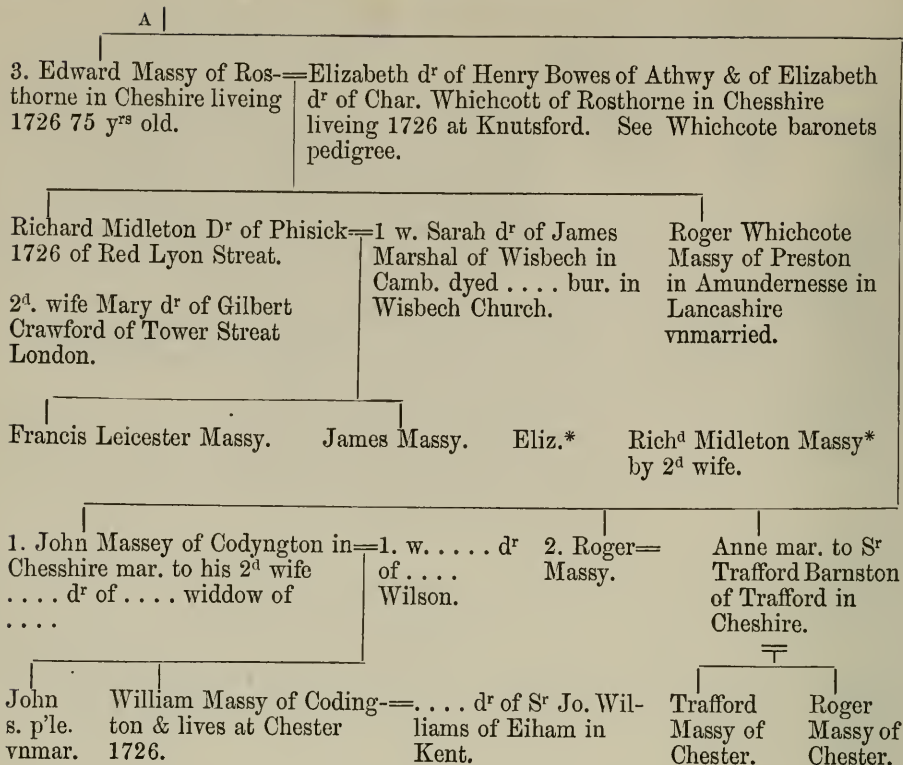 A
3. Edward Massy of Ros-
thorne in Cheshire liveing
1726 75 yrs old.
Elizabeth dr of Henry Bowes of Athwy & of Elizabeth
dr of Char. Whichcott of Rosthorne in Chesshire
liveing 1726 at Knutsford. See Whichcote baronets
pedigree.
Richard Midleton Dr of Phisick
1726 of Red Lyon Streat.
2d. wife Mary dr of Gilbert
Crawford of Tower Streat
London.
1 w. Sarah dr of James
Marshal of Wisbech in
Camb. dyed . . . . bur. in
Wisbech Church.
Roger Whichcote
Massy of Preston
in Amundernesse in
Lancashire
vnmarried.
Francis Leicester Massy.
James Massy.
Eliz.*
Richd Midleton Massy*
by 2d wife.
1. John Massey of Codyngton in
Chesshire mar. to his 2d wife
. . . . dr of . . . . widdow of
. . . .
1. w. . . . . dr
of . . . .
Wilson.
2. Roger
Massy.
Anne mar. to Sr
Trafford Barnston
of Trafford in
Cheshire.
John
s. p'le.
vnmar.
William Massy of Coding-
ton & lives at Chester
1726.
. . . . dr of Sr Jo. Wil-
liams of Eiham in
Kent.
Trafford
Massy of
Chester.
Roger
Massy of
Chester.